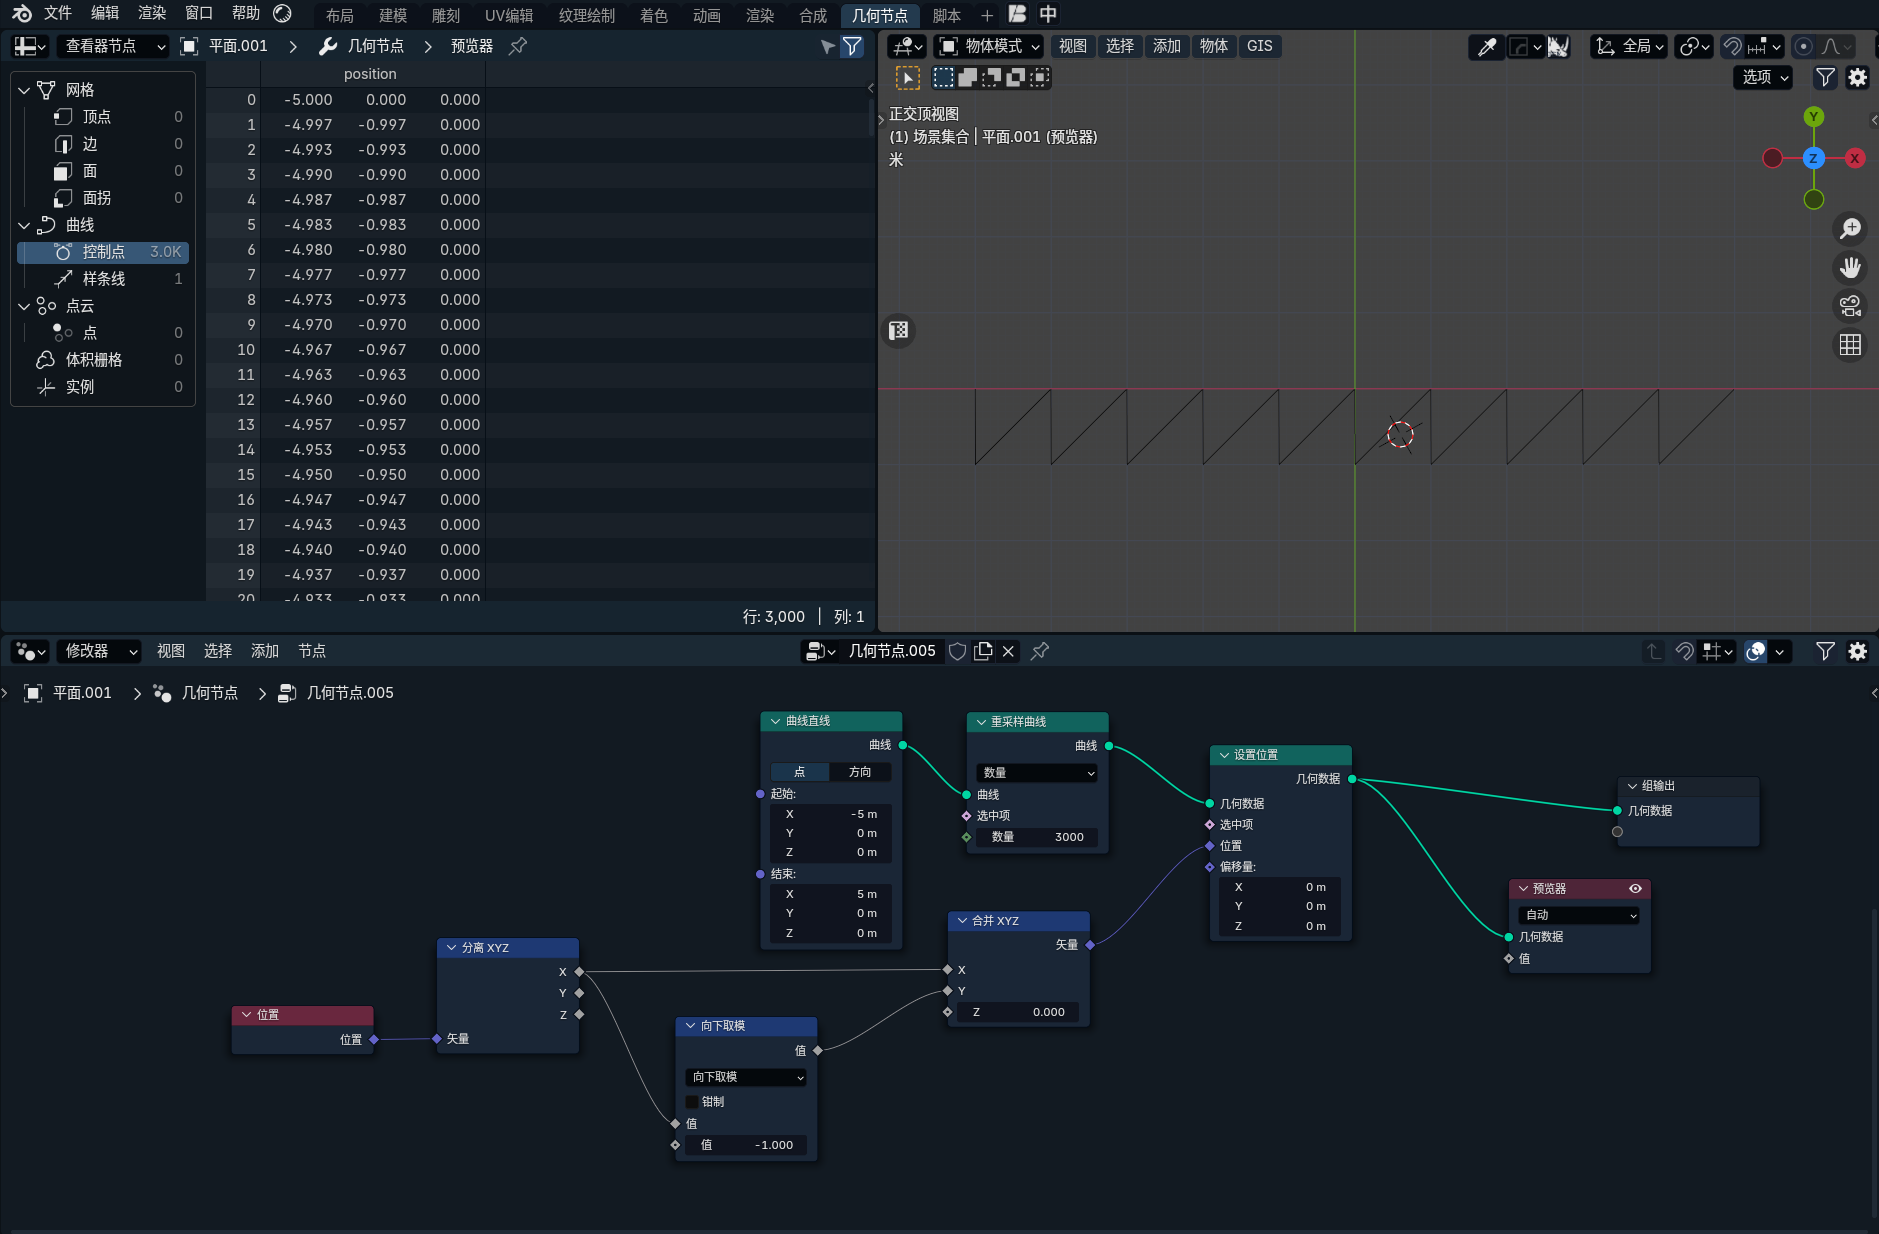 文件 编辑 渲染 窗口 帮助 布局 建模 雕刻 UV编辑 纹理绘制 着色 动画 渲染 合成 几何节点 脚本 + 中
查看器节点 平面.001 几何节点 预览器
网格
顶点 0
边 0
面 0
面拐 0
曲线
控制点 3.0K
样条线 1
点云
点 0
体积栅格 0
实例 0
position
0 -5.000 0.000 0.000
1 -4.997 -0.997 0.000
2 -4.993 -0.993 0.000
3 -4.990 -0.990 0.000
4 -4.987 -0.987 0.000
5 -4.983 -0.983 0.000
6 -4.980 -0.980 0.000
7 -4.977 -0.977 0.000
8 -4.973 -0.973 0.000
9 -4.970 -0.970 0.000
10 -4.967 -0.967 0.000
11 -4.963 -0.963 0.000
12 -4.960 -0.960 0.000
13 -4.957 -0.957 0.000
14 -4.953 -0.953 0.000
15 -4.950 -0.950 0.000
16 -4.947 -0.947 0.000
17 -4.943 -0.943 0.000
18 -4.940 -0.940 0.000
19 -4.937 -0.937 0.000
20 -4.933 -0.933 0.000
行: 3,000 | 列: 1
物体模式 视图 选择 添加 物体 GIS 全局
选项
正交顶视图
(1) 场景集合 | 平面.001 (预览器)
米
Y
Z X
修改器 视图 选择 添加 节点 几何节点.005
平面.001 几何节点 几何节点.005
位置
位置
分离 XYZ
X
Y
Z
矢量
向下取模
值
向下取模
钳制
值
值 -1.000
曲线直线
曲线
点 方向
起始:
X -5 m
Y 0 m
Z 0 m
结束:
X 5 m
Y 0 m
Z 0 m
重采样曲线
曲线
数量
曲线
选中项
数量 3000
合并 XYZ
矢量
X
Y
Z 0.000
设置位置
几何数据
几何数据
选中项
位置
偏移量:
X 0 m
Y 0 m
Z 0 m
组输出
几何数据
预览器
自动
几何数据
值